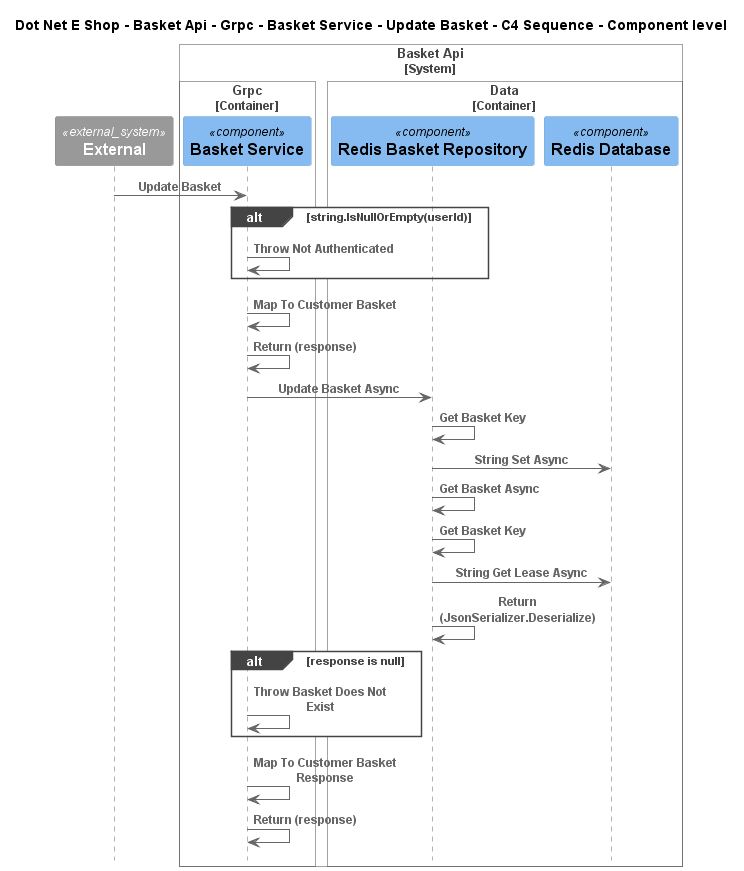 Dot Net E Shop - Basket Api - Grpc - Basket Service - Update Basket - C4 Sequence - Component level
Basket Api
[System]
Grpc
[Container]
Data
[Container]
«external_system»
External
«component»
Basket Service
«component»
Redis Basket Repository
«component»
Redis Database
Update Basket
alt
[string.IsNullOrEmpty(userId)]
Throw Not Authenticated
Map To Customer Basket
Return (response)
Update Basket Async
Get Basket Key
String Set Async
Get Basket Async
Get Basket Key
String Get Lease Async
Return
(JsonSerializer.Deserialize)
alt
[response is null]
Throw Basket Does Not
Exist
Map To Customer Basket
Response
Return (response)